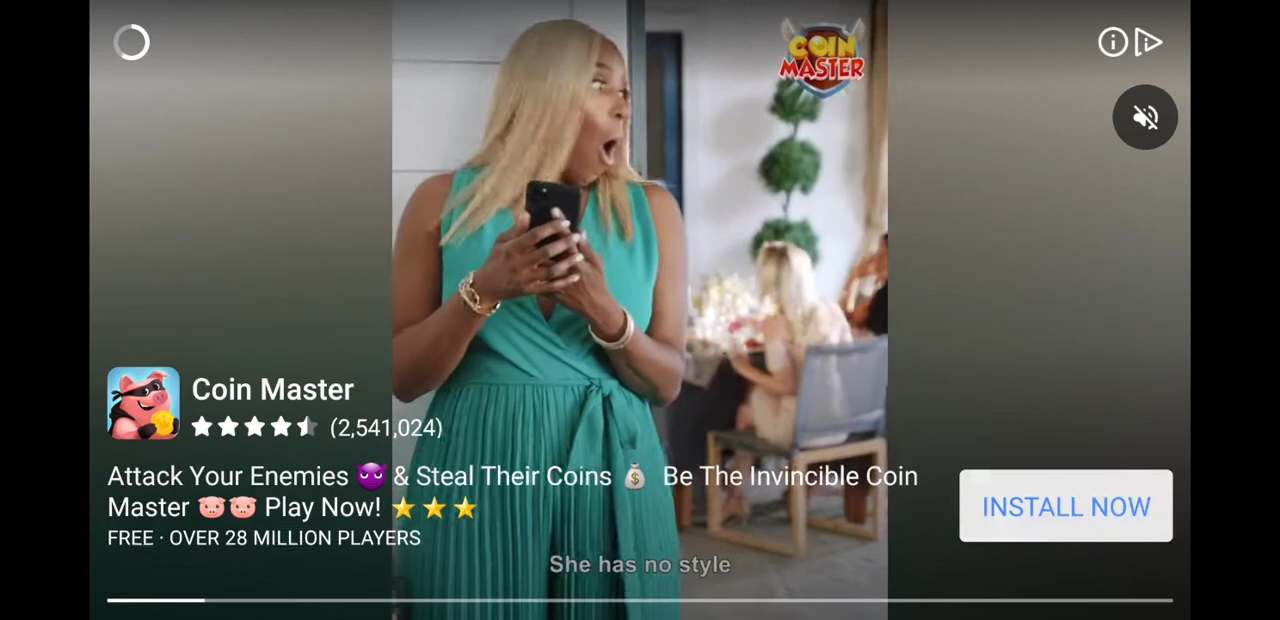 COIN
MASTER
Coin Master
(2,541,024)
Attack Your Enemies 😈 & Steal Their Coins 💰 Be The Invincible Coin
Master 🐷🐷 Play Now! ⭐⭐⭐
FREE · OVER 28 MILLION PLAYERS
INSTALL NOW
She has no style